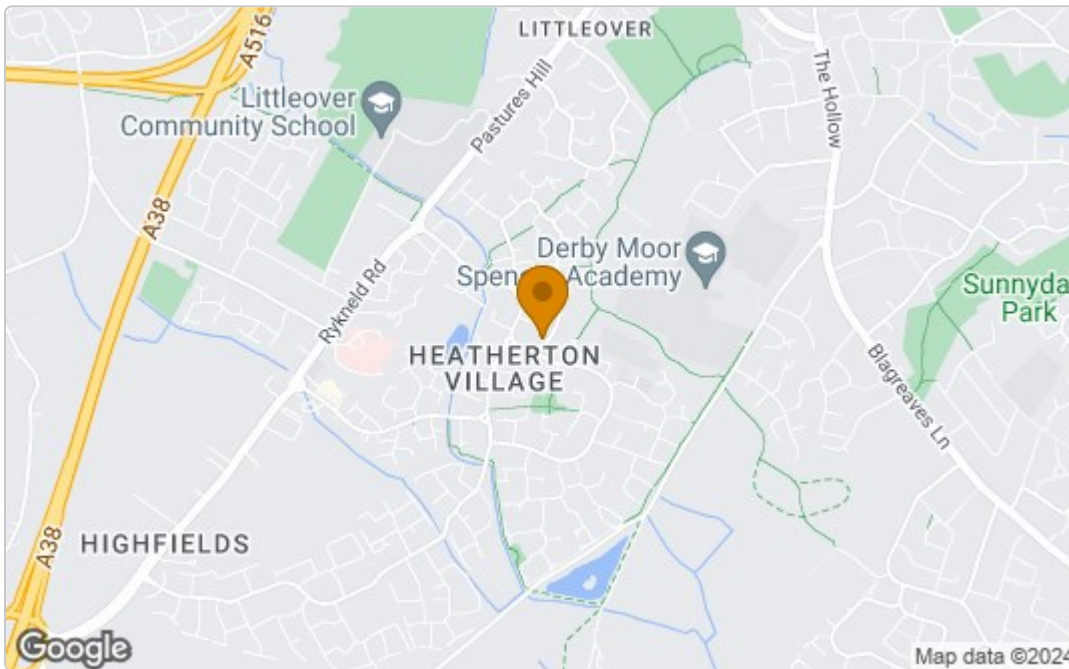 LITTLEOVER
A516
Littleover
Community School
Pastures Hill
The Hollow
A38
Derby Moor
Academy
Rykneld Rd
Sunnyda
Park
HEATHERTON
VILLAGE
Blagreaves Ln
HIGHFIELDS
A38
Google
Map data ©2024